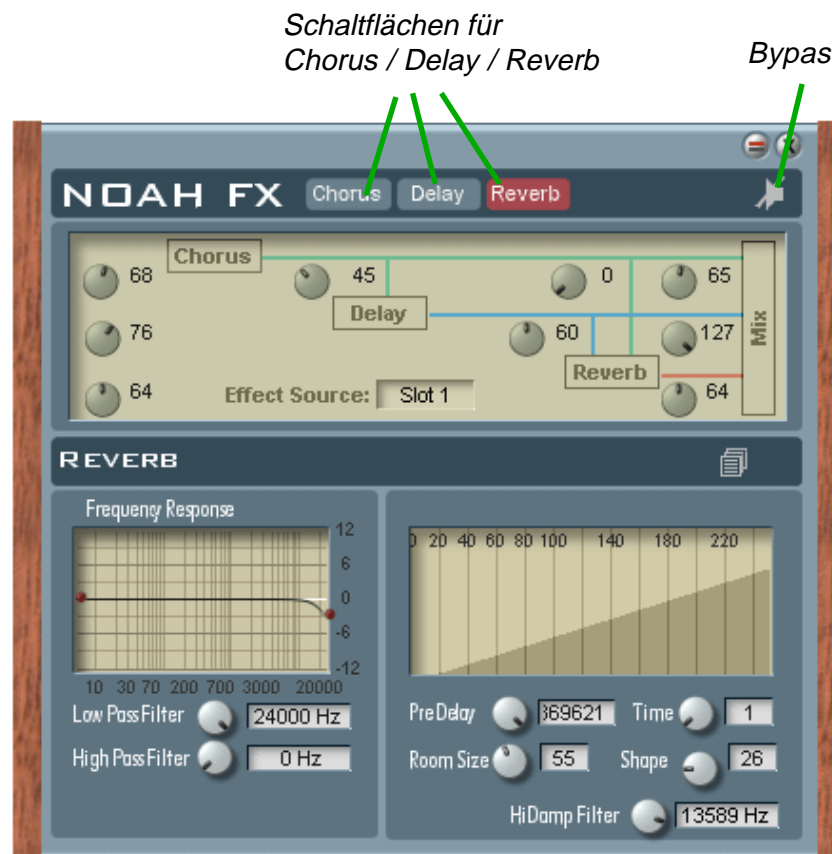 Schaltflächen für
Chorus / Delay / Reverb
Bypas
NOAH FX Chorus Delay Reverb
68 Chorus 45 0 65
76 Delay 60 127
64 Effect Source: Slot 1 Reverb 64
Mix
REVERB
Frequency Response
12
6
0
-6
-12
10 30 70 200 700 3000 20000
Low Pass Filter 24000 Hz
High Pass Filter 0 Hz
0 20 40 60 80 100 140 180 220
Pre Delay 369621 Time 1
Room Size 55 Shape 26
HiDamp Filter 13589 Hz